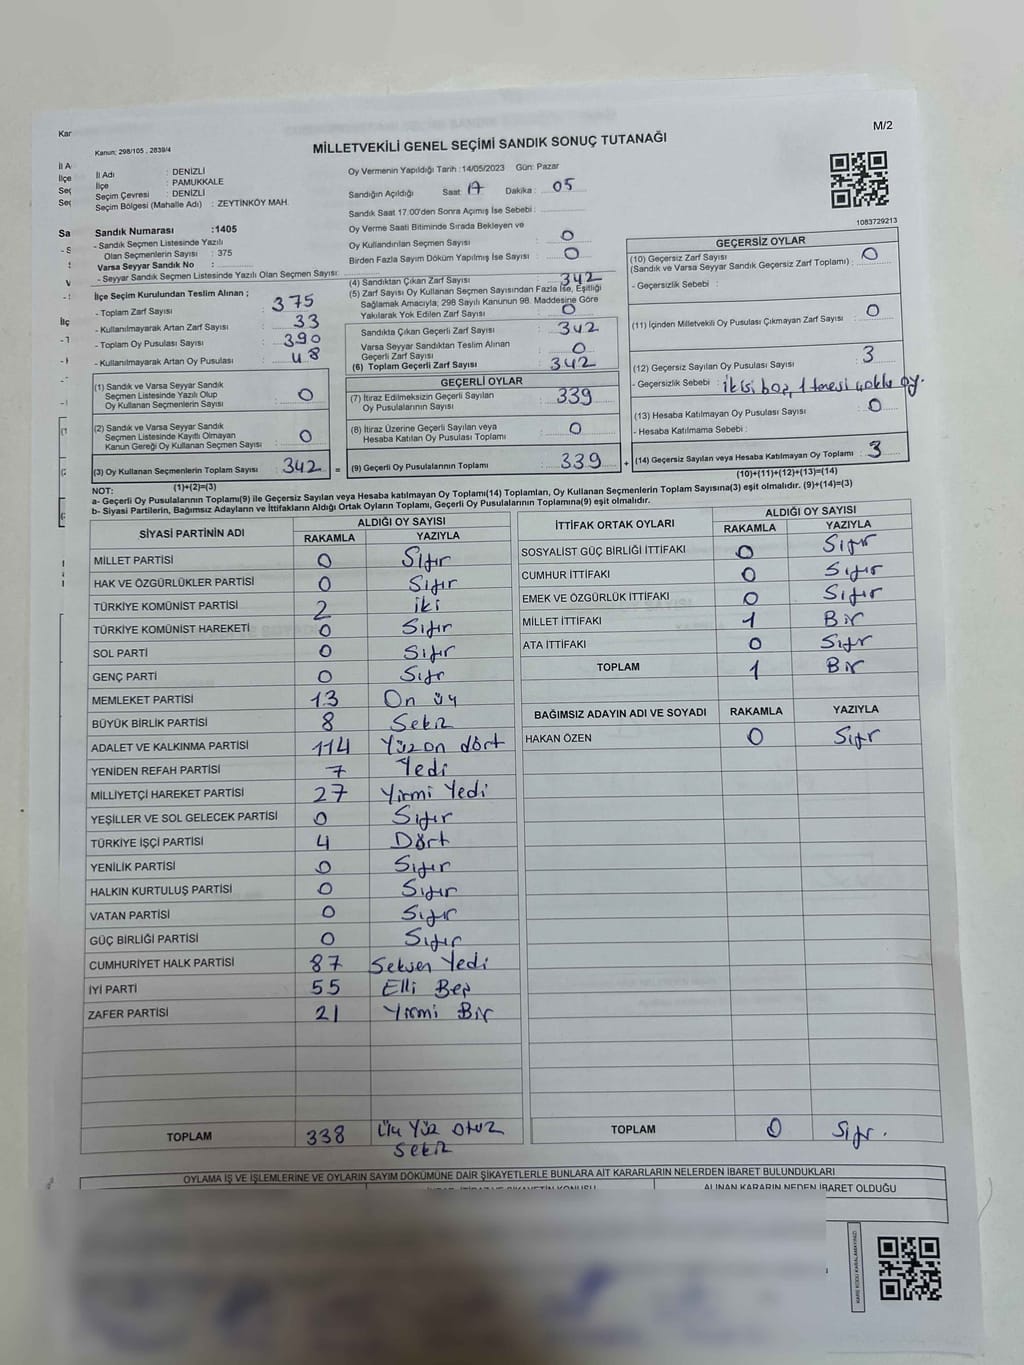 M/2
Kar
Kanun: 298/105 , 2839/4
MİLLETVEKİLİ GENEL SEÇİMİ SANDIK SONUÇ TUTANAĞI
İl Adı : DENİZLİ
İlçe : PAMUKKALE
Seçim Çevresi : DENİZLİ
Seçim Bölgesi (Mahalle Adı) : ZEYTİNKÖY MAH.
Oy Vermenin Yapıldığı Tarih : 14/05/2023 Gün: Pazar
Sandığın Açıldığı Saat: 17 Dakika : 05
Sandık Saat 17.00'den Sonra Açımış İse Sebebi :
Oy Verme Saati Bitiminde Sırada Bekleyen ve
Oy Kullandırılan Seçmen Sayısı : 0
Birden Fazla Sayım Döküm Yapılmış İse Sayısı : 0
1083729213
Sandık Numarası :1405
- Sandık Seçmen Listesinde Yazılı
Olan Seçmenlerin Sayısı : 375
Varsa Seyyar Sandık No :
- Seyyar Sandık Seçmen Listesinde Yazılı Olan Seçmen Sayısı:
İlçe Seçim Kurulundan Teslim Alınan ;
- Toplam Zarf Sayısı : 375
- Kullanılmayarak Artan Zarf Sayısı : 33
- Toplam Oy Pusulası Sayısı : 390
- Kullanılmayarak Artan Oy Pusulası : 48
(1) Sandık ve Varsa Seyyar Sandık
Seçmen Listesinde Yazılı Olup
Oy Kullanan Seçmenlerin Sayısı : 0
(2) Sandık ve Varsa Seyyar Sandık
Seçmen Listesinde Kayıtlı Olmayan
Kanun Gereği Oy Kullanan Seçmen Sayısı : 0
(3) Oy Kullanan Seçmenlerin Toplam Sayısı : 342
(1)+(2)=(3)
(4) Sandıktan Çıkan Zarf Sayısı : 342
(5) Zarf Sayısı Oy Kullanan Seçmen Sayısından Fazla İse, Eşitliği
Sağlamak Amacıyla; 298 Sayılı Kanunun 98. Maddesine Göre
Yakılarak Yok Edilen Zarf Sayısı : 0
Sandıkta Çıkan Geçerli Zarf Sayısı : 342
Varsa Seyyar Sandıktan Teslim Alınan
Geçerli Zarf Sayısı : 0
(6) Toplam Geçerli Zarf Sayısı : 342
GEÇERLİ OYLAR
(7) İtiraz Edilmeksizin Geçerli Sayılan
Oy Pusulalarının Sayısı : 339
(8) İtiraz Üzerine Geçerli Sayılan veya
Hesaba Katılan Oy Pusulası Toplamı : 0
= (9) Geçerli Oy Pusulalarının Toplamı : 339
GEÇERSİZ OYLAR
(10) Geçersiz Zarf Sayısı
(Sandık ve Varsa Seyyar Sandık Geçersiz Zarf Toplamı) : 0
- Geçersizlik Sebebi :
(11) İçinden Milletvekili Oy Pusulası Çıkmayan Zarf Sayısı : 0
(12) Geçersiz Sayılan Oy Pusulası Sayısı : 3
- Geçersizlik Sebebi : ikisi boş, 1 tanesi çoklu oy.
(13) Hesaba Katılmayan Oy Pusulası Sayısı : 0
- Hesaba Katılmama Sebebi :
+ (14) Geçersiz Sayılan veya Hesaba Katılmayan Oy Toplamı : 3
(10)+(11)+(12)+(13)=(14)
NOT:
a- Geçerli Oy Pusulalarının Toplamı(9) ile Geçersiz Sayılan veya Hesaba katılmayan Oy Toplamı(14) Toplamları, Oy Kullanan Seçmenlerin Toplam Sayısına(3) eşit olmalıdır. (9)+(14)=(3)
b- Siyasi Partilerin, Bağımsız Adayların ve İttifakların Aldığı Ortak Oyların Toplamı, Geçerli Oy Pusulalarının Toplamına(9) eşit olmalıdır.
SİYASİ PARTİNİN ADI ALDIĞI OY SAYISI
RAKAMLA YAZIYLA
MİLLET PARTİSİ 0 Sıfır
HAK VE ÖZGÜRLÜKLER PARTİSİ 0 Sıfır
TÜRKİYE KOMÜNİST PARTİSİ 2 iki
TÜRKİYE KOMÜNİST HAREKETİ 0 Sıfır
SOL PARTİ 0 Sıfır
GENÇ PARTİ 0 Sıfır
MEMLEKET PARTİSİ 13 On üç
BÜYÜK BİRLİK PARTİSİ 8 Sekiz
ADALET VE KALKINMA PARTİSİ 114 Yüz on dört
YENİDEN REFAH PARTİSİ 7 Yedi
MİLLİYETÇİ HAREKET PARTİSİ 27 Yirmi Yedi
YEŞİLLER VE SOL GELECEK PARTİSİ 0 Sıfır
TÜRKİYE İŞÇİ PARTİSİ 4 Dört
YENİLİK PARTİSİ 0 Sıfır
HALKIN KURTULUŞ PARTİSİ 0 Sıfır
VATAN PARTİSİ 0 Sıfır
GÜÇ BİRLİĞİ PARTİSİ 0 Sıfır
CUMHURİYET HALK PARTİSİ 87 Seksen Yedi
İYİ PARTİ 55 Elli Beş
ZAFER PARTİSİ 21 Yirmi Bir
TOPLAM 338 Üç Yüz Otuz
Sekiz
İTTİFAK ORTAK OYLARI ALDIĞI OY SAYISI
RAKAMLA YAZIYLA
SOSYALİST GÜÇ BİRLİĞİ İTTİFAKI 0 Sıfır
CUMHUR İTTİFAKI 0 Sıfır
EMEK VE ÖZGÜRLÜK İTTİFAKI 0 Sıfır
MİLLET İTTİFAKI 1 Bir
ATA İTTİFAKI 0 Sıfır
TOPLAM 1 Bir
BAĞIMSIZ ADAYIN ADI VE SOYADI RAKAMLA YAZIYLA
HAKAN ÖZEN 0 Sıfır
TOPLAM 0 Sıfır.
OYLAMA İŞ VE İŞLEMLERİNE VE OYLARIN SAYIM DÖKÜMÜNE DAİR ŞİKAYETLERLE BUNLARA AİT KARARLARIN NELERDEN İBARET BULUNDUKLARI
ALINAN KARARIN NEDEN İBARET OLDUĞU
KARE KODU KARALAMAYINIZ!